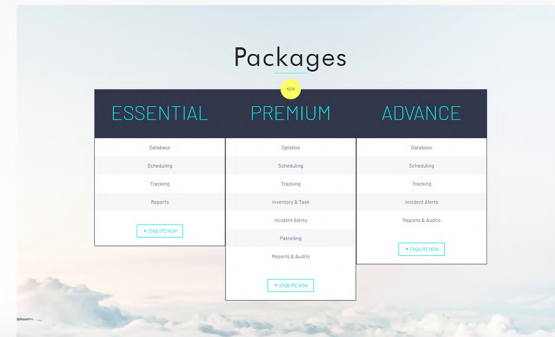 Packages
NEW
ESSENTIAL
Database
Scheduling
Tracking
Reports
+ ENQUIRE NOW
PREMIUM
Databse
Scheduling
Tracking
Inventory & Task
Incident Alerts
Patrolling
Reports & Audits
+ ENQUIRE NOW
ADVANCE
Database
Scheduling
Tracking
Incident Alerts
Reports & Audits
+ ENQUIRE NOW